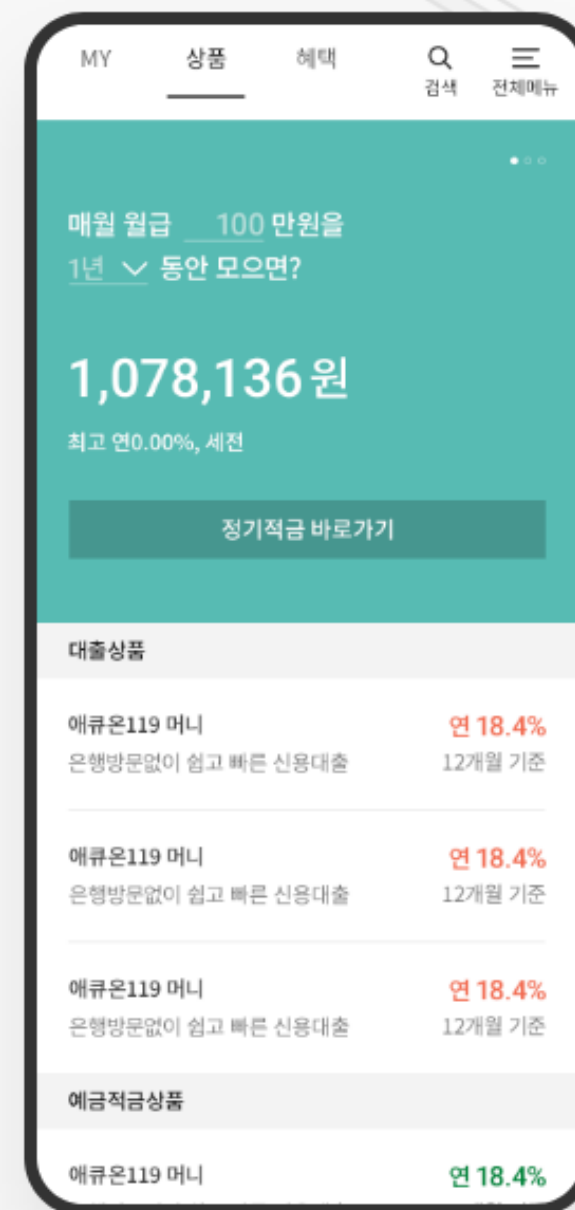 MY 상품 혜택 검색 전체메뉴
매월 월급 100 만원을
1년 동안 모으면?
1,078,136원
최고 연0.00%, 세전
정기적금 바로가기
대출상품
애큐온119 머니 연 18.4%
은행방문없이 쉽고 빠른 신용대출 12개월 기준
애큐온119 머니 연 18.4%
은행방문없이 쉽고 빠른 신용대출 12개월 기준
애큐온119 머니 연 18.4%
은행방문없이 쉽고 빠른 신용대출 12개월 기준
예금적금상품
애큐온119 머니 연 18.4%